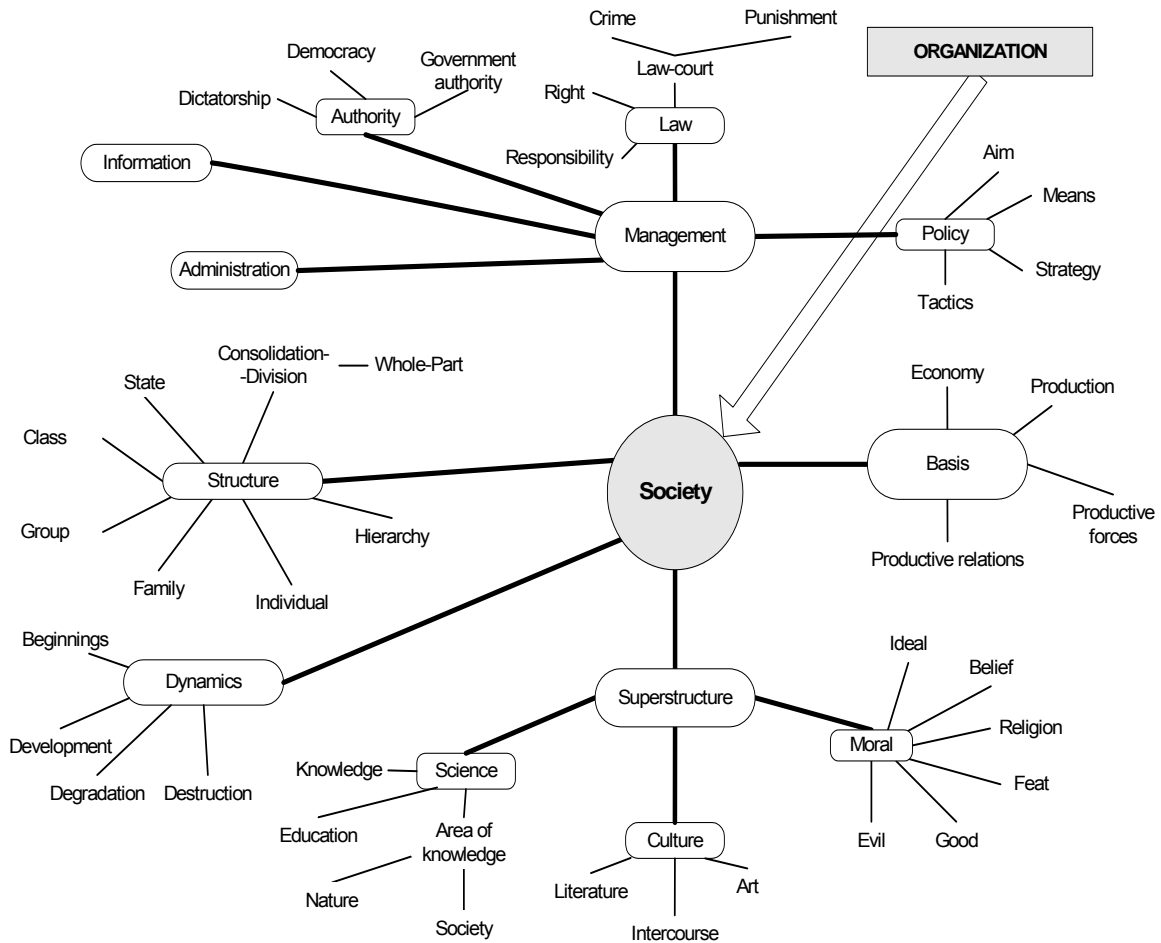 Crime
Punishment
ORGANIZATION
Democracy
Government
authority
Law-court
Dictatorship
Right
Authority
Law
Information
Responsibility
Aim
Means
Management
Policy
Administration
Strategy
Tactics
Consolidation-
-Division
Whole-Part
State
Economy
Production
Class
Structure
Society
Basis
Group
Hierarchy
Productive
forces
Productive relations
Family
Individual
Beginnings
Ideal
Belief
Dynamics
Superstructure
Religion
Development
Moral
Knowledge
Science
Feat
Degradation
Destruction
Education
Area of
knowledge
Culture
Evil
Good
Nature
Literature
Art
Society
Intercourse